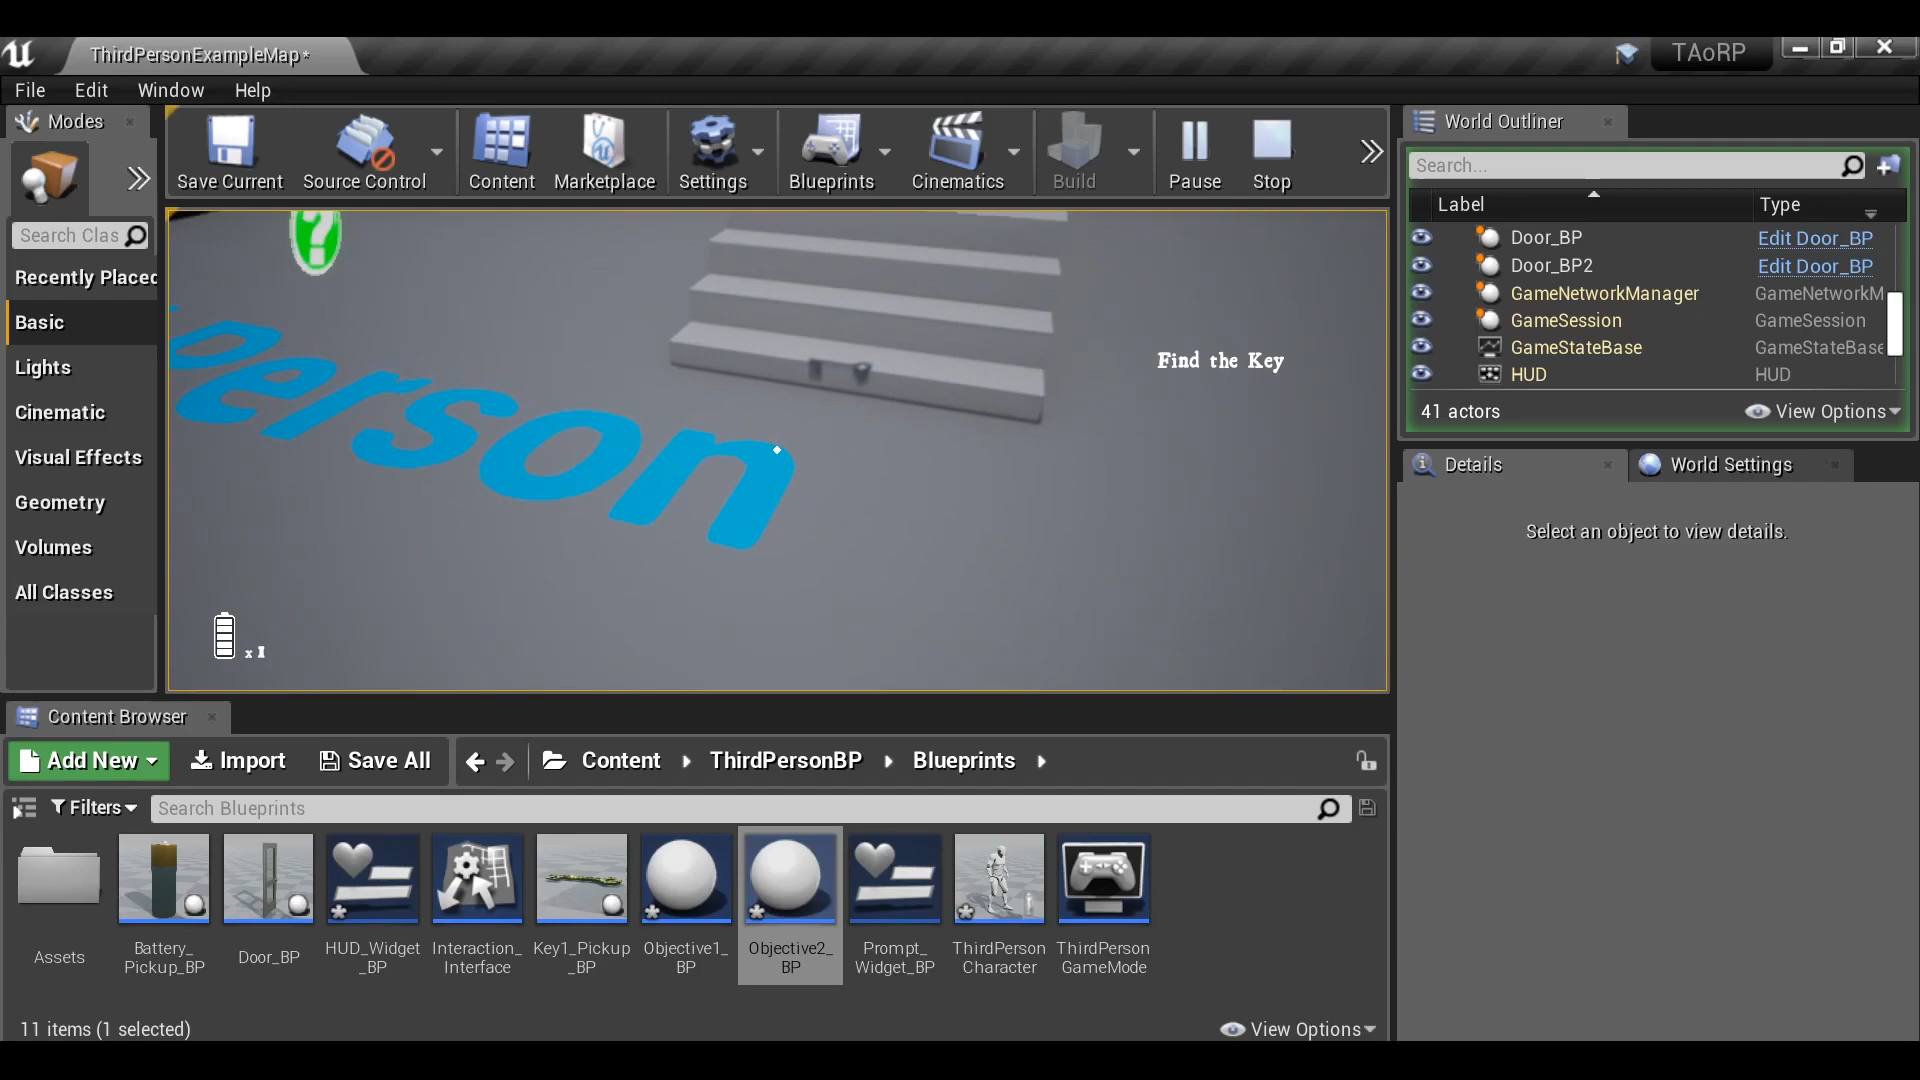 ThirdPersonExampleMap*
TAoRP
File Edit Window Help
Modes
Search Clas
Recently Placed
Basic
Lights
Cinematic
Visual Effects
Geometry
Volumes
All Classes
Save Current
Source Control
Content
Marketplace
Settings
Blueprints
Cinematics
Build
Pause
Stop
?
person
Find the Key
x 1
World Outliner
Search...
Label Type
Door_BP Edit Door_BP
Door_BP2 Edit Door_BP
GameNetworkManager GameNetworkM
GameSession GameSession
GameStateBase GameStateBase
HUD HUD
41 actors View Options
Details
World Settings
Select an object to view details.
Content Browser
Add New Import Save All Content ThirdPersonBP Blueprints
Filters Search Blueprints
Assets
Battery_
Pickup_BP
Door_BP
HUD_Widget
_BP
Interaction_
Interface
Key1_Pickup
_BP
Objective1_
BP
Objective2_
BP
Prompt_
Widget_BP
ThirdPerson
Character
ThirdPerson
GameMode
11 items (1 selected) View Options